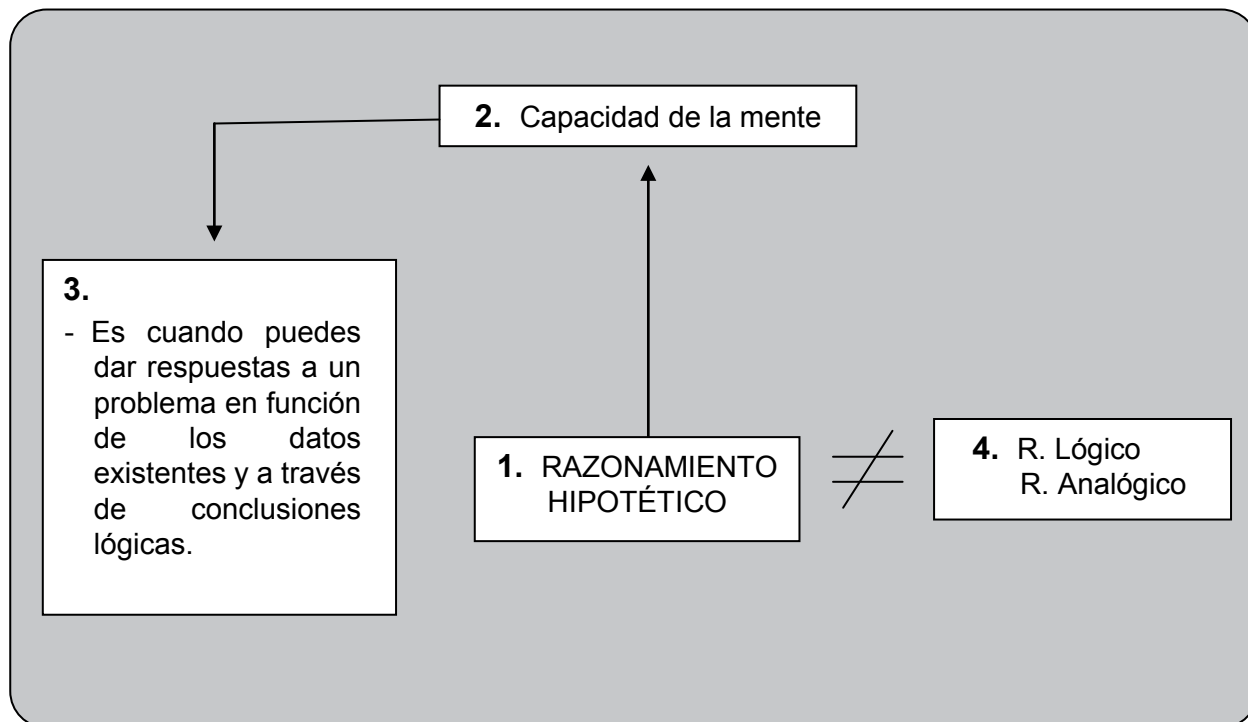 2. Capacidad de la mente
3.
- Es cuando puedes
dar respuestas a un
problema en función
de los datos
existentes y a través
de conclusiones
lógicas.
1. RAZONAMIENTO
HIPOTÉTICO
4. R. Lógico
R. Analógico